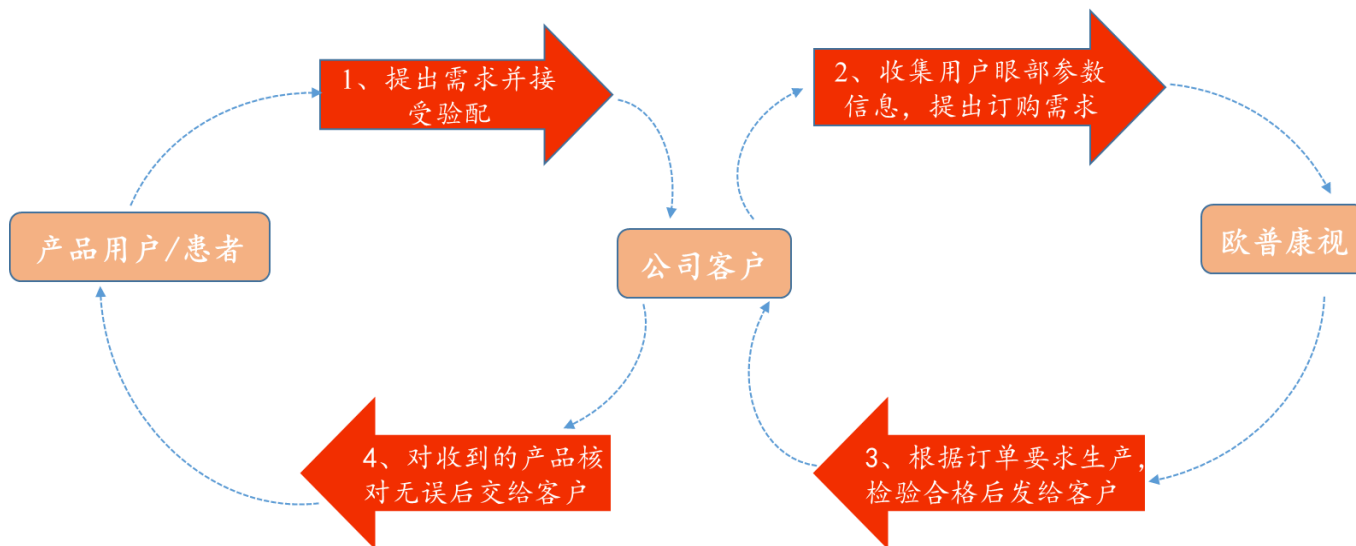 1、提出需求并接
受验配
2、收集用户眼部参数
信息，提出订购需求
产品用户/患者
公司客户
欧普康视
4、对收到的产品核
对无误后交给客户
3、根据订单要求生产，
检验合格后发给客户